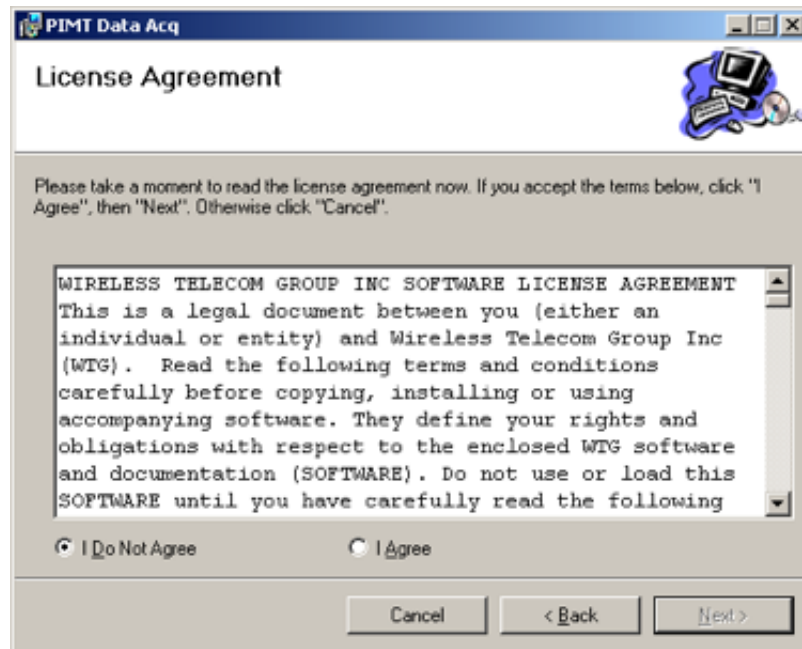 PIMT Data Acq
License Agreement
Please take a moment to read the license agreement now. If you accept the terms below, click "I
Agree", then "Next". Otherwise click "Cancel".
WIRELESS TELECOM GROUP INC SOFTWARE LICENSE AGREEMENT
This is a legal document between you (either an
individual or entity) and Wireless Telecom Group Inc
(WTG).  Read the following terms and conditions
carefully before copying, installing or using
accompanying software. They define your rights and
obligations with respect to the enclosed WTG software
and documentation (SOFTWARE). Do not use or load this
SOFTWARE until you have carefully read the following
I Do Not Agree I Agree
Cancel < Back Next >